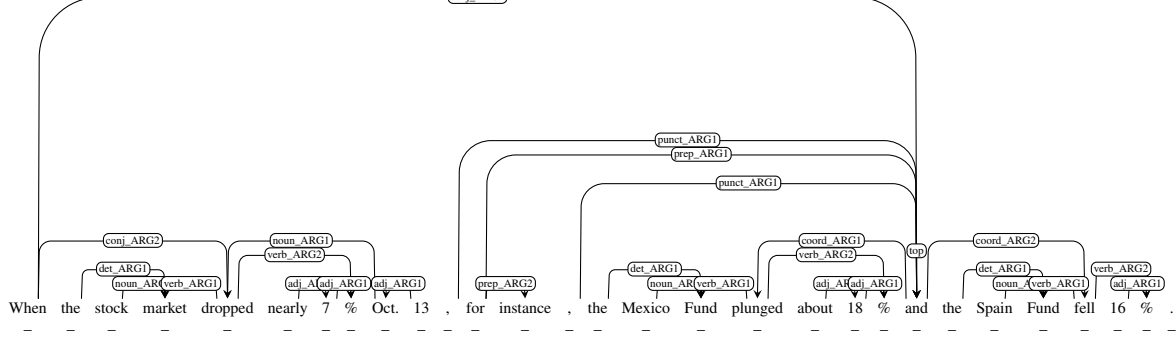 punct_ARG1
prep_ARG1
punct_ARG1
conj_ARG2 noun_ARG1 coord_ARG1 top coord_ARG2
verb_ARG2 verb_ARG2
det_ARG1 det_ARG1 det_ARG1 verb_ARG2
verb_ARG1 adj_ARG1 adj_ARG1 prep_ARG2 verb_ARG1 adj_ARG1 verb_ARG1 adj_ARG1
When the stock market dropped nearly 7 % Oct. 13 , for instance , the Mexico Fund plunged about 18 % and the Spain Fund fell 16 % .
_ _ _ _ _ _ _ _ _ _ _ _ _ _ _ _ _ _ _ _ _ _ _ _ _ _ _ _ _